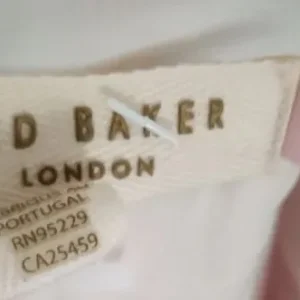 D BAKER
LONDON
PORTUGAL
RN95229
CA25459